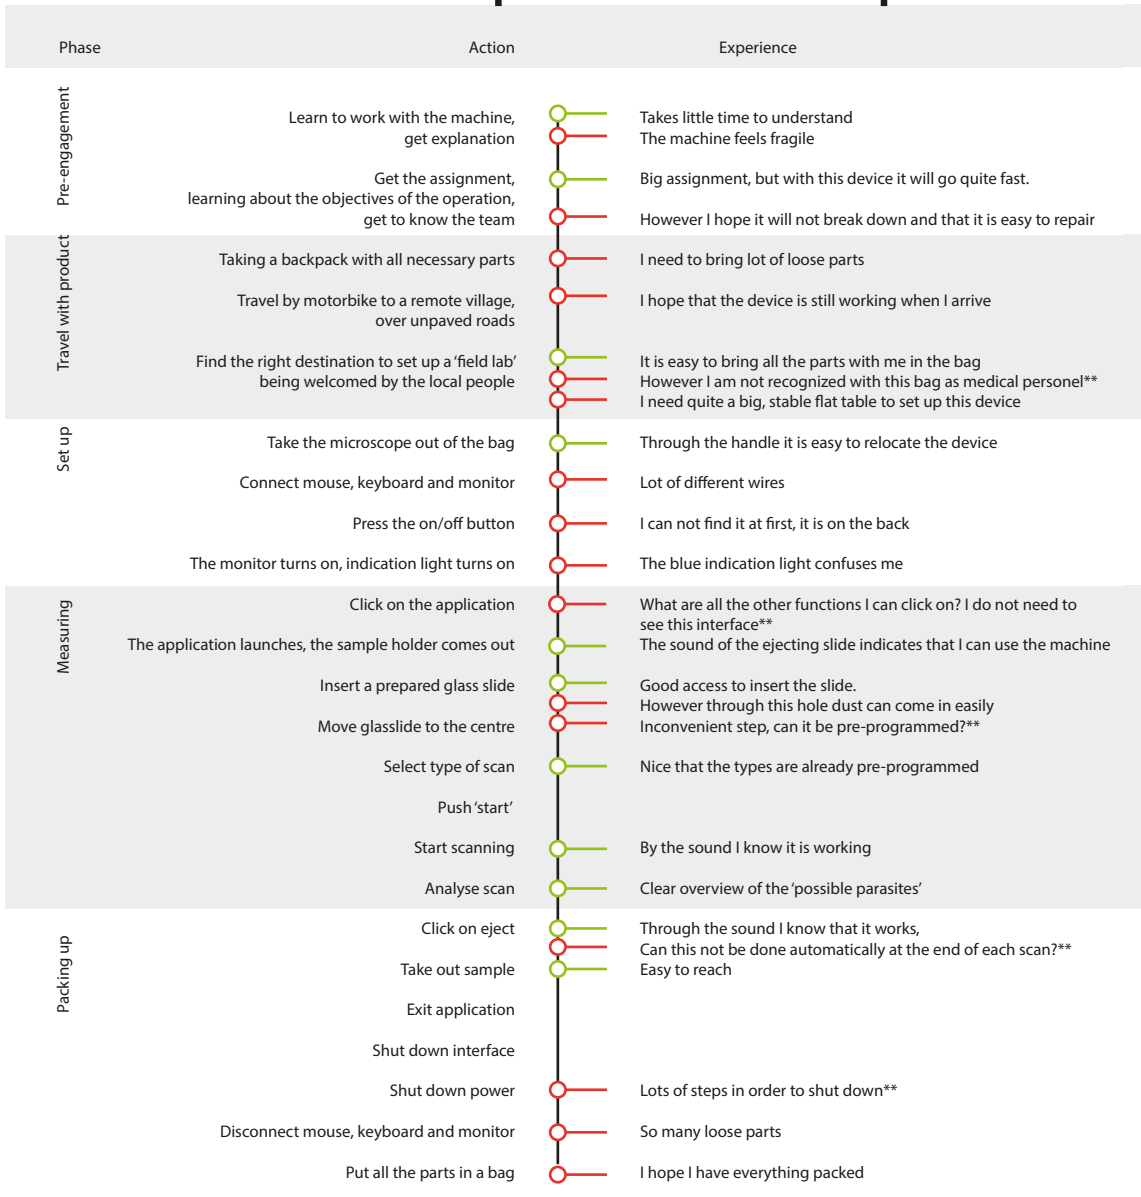 Phase Action Experience
Pre-engagement
Learn to work with the machine, Takes little time to understand
get explanation The machine feels fragile
Get the assignment, Big assignment, but with this device it will go quite fast.
learning about the objectives of the operation,
get to know the team However I hope it will not break down and that it is easy to repair
Travel with product
Taking a backpack with all necessary parts I need to bring lot of loose parts
Travel by motorbike to a remote village, I hope that the device is still working when I arrive
over unpaved roads
Find the right destination to set up a ‘field lab’ It is easy to bring all the parts with me in the bag
being welcomed by the local people However I am not recognized with this bag as medical personel**
I need quite a big, stable flat table to set up this device
Set up
Take the microscope out of the bag Through the handle it is easy to relocate the device
Connect mouse, keyboard and monitor Lot of different wires
Press the on/off button I can not find it at first, it is on the back
The monitor turns on, indication light turns on The blue indication light confuses me
Measuring
Click on the application What are all the other functions I can click on? I do not need to
see this interface**
The application launches, the sample holder comes out The sound of the ejecting slide indicates that I can use the machine
Insert a prepared glass slide Good access to insert the slide.
However through this hole dust can come in easily
Move glasslide to the centre Inconvenient step, can it be pre-programmed?**
Select type of scan Nice that the types are already pre-programmed
Push ‘start’
Start scanning By the sound I know it is working
Analyse scan Clear overview of the ‘possible parasites’
Packing up
Click on eject Through the sound I know that it works,
Can this not be done automatically at the end of each scan?**
Take out sample Easy to reach
Exit application
Shut down interface
Shut down power Lots of steps in order to shut down**
Disconnect mouse, keyboard and monitor So many loose parts
Put all the parts in a bag I hope I have everything packed